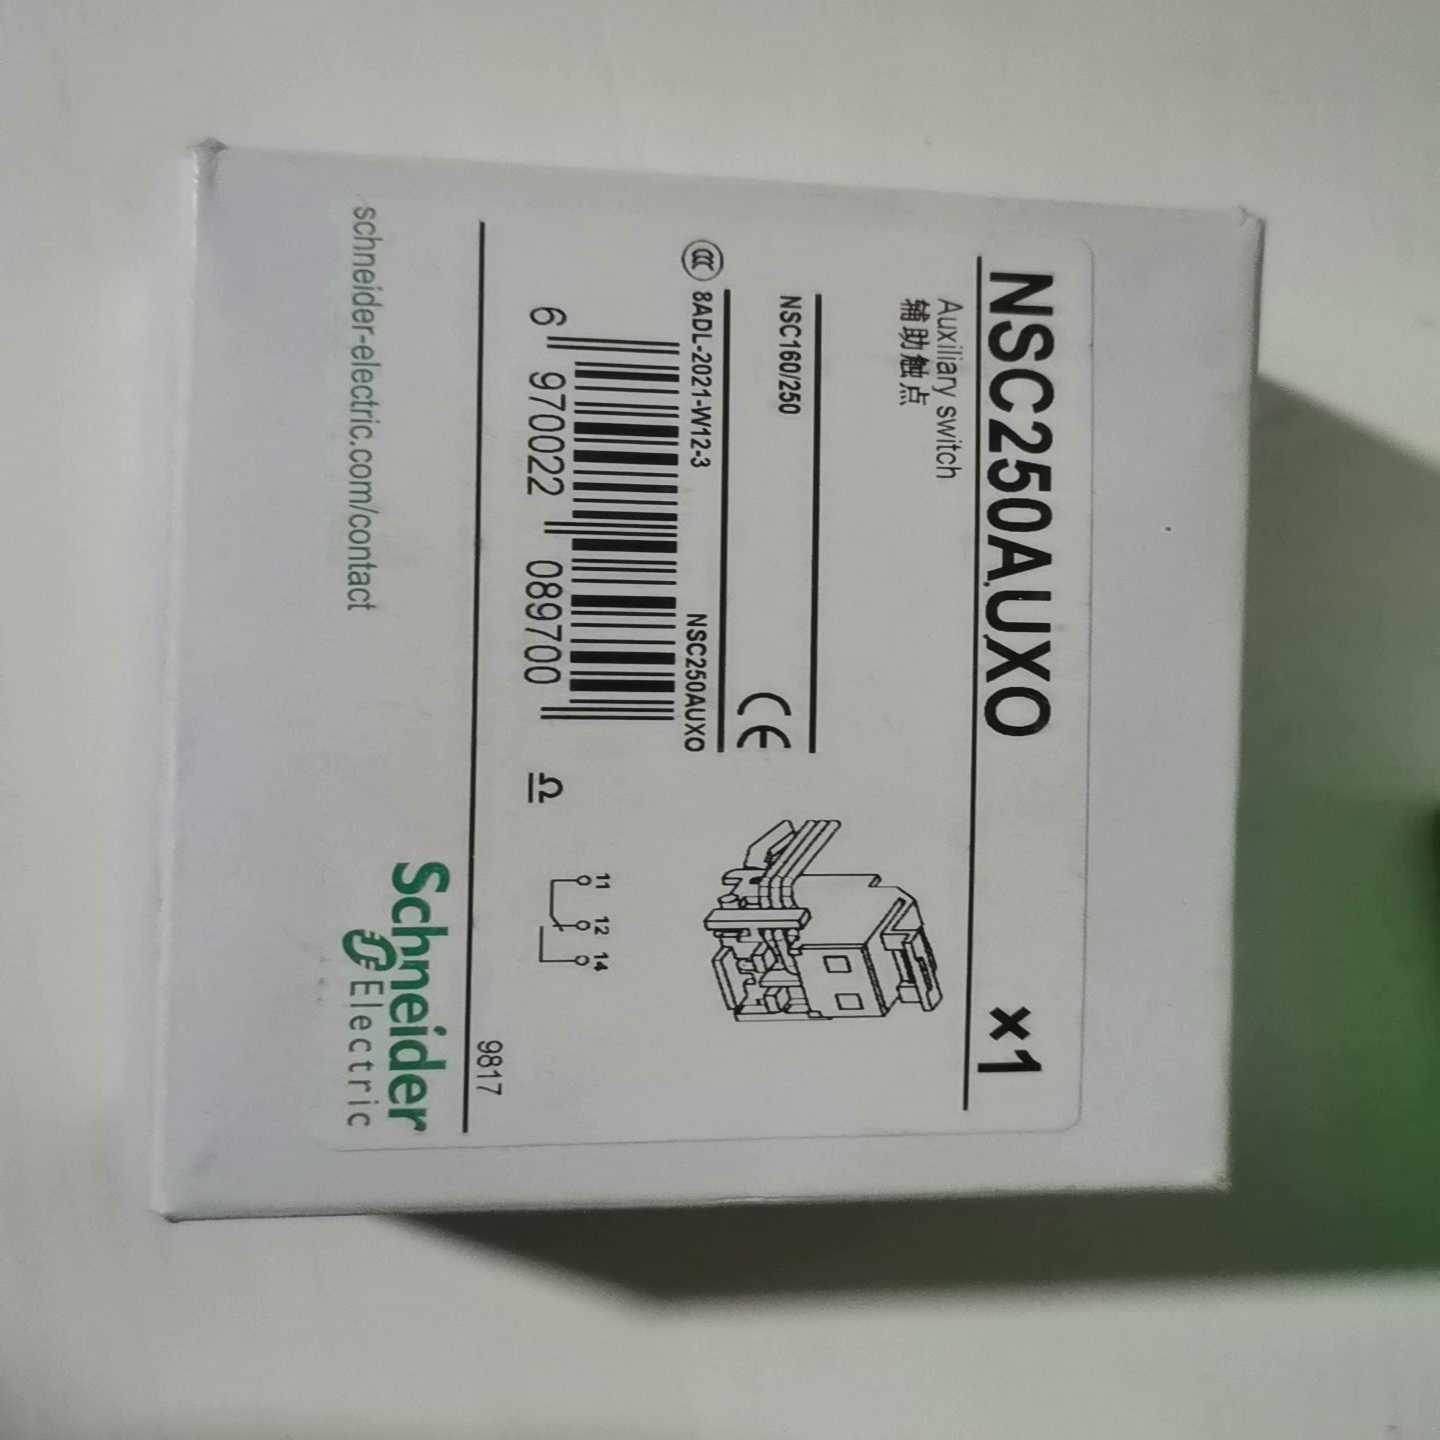 NSC250AUXO x1
Auxiliary switch
辅助触点
NSC160/250
CE
CCC 8ADL-2021-W12-3 NSC250AUXO
6 970022 089700
Ω
11 12 14
9817
schneider-electric.com/contact
Schneider
Electric